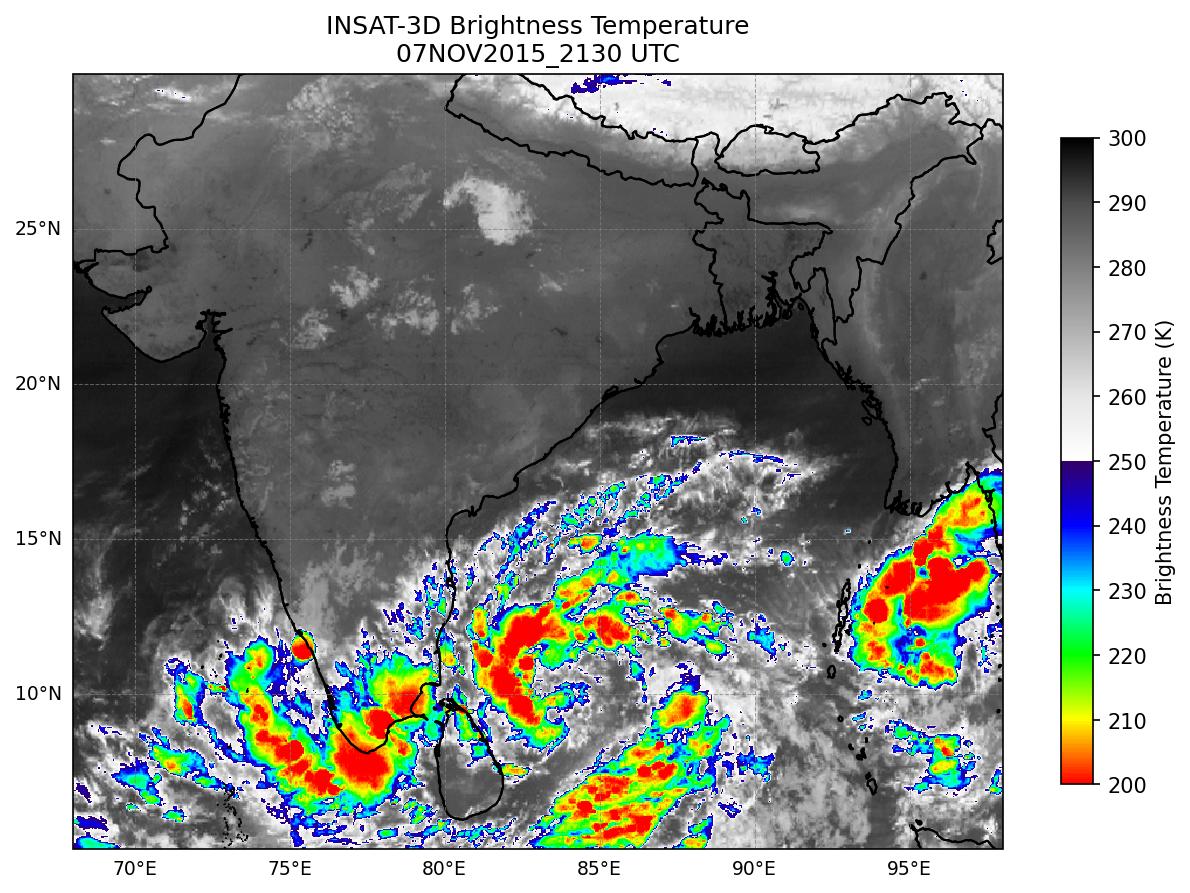 INSAT-3D Brightness Temperature
07NOV2015_2130 UTC
25°N
20°N
15°N
10°N
70°E
75°E
80°E
85°E
90°E
95°E
300
290
280
270
260
250
240
230
220
210
200
Brightness Temperature (K)